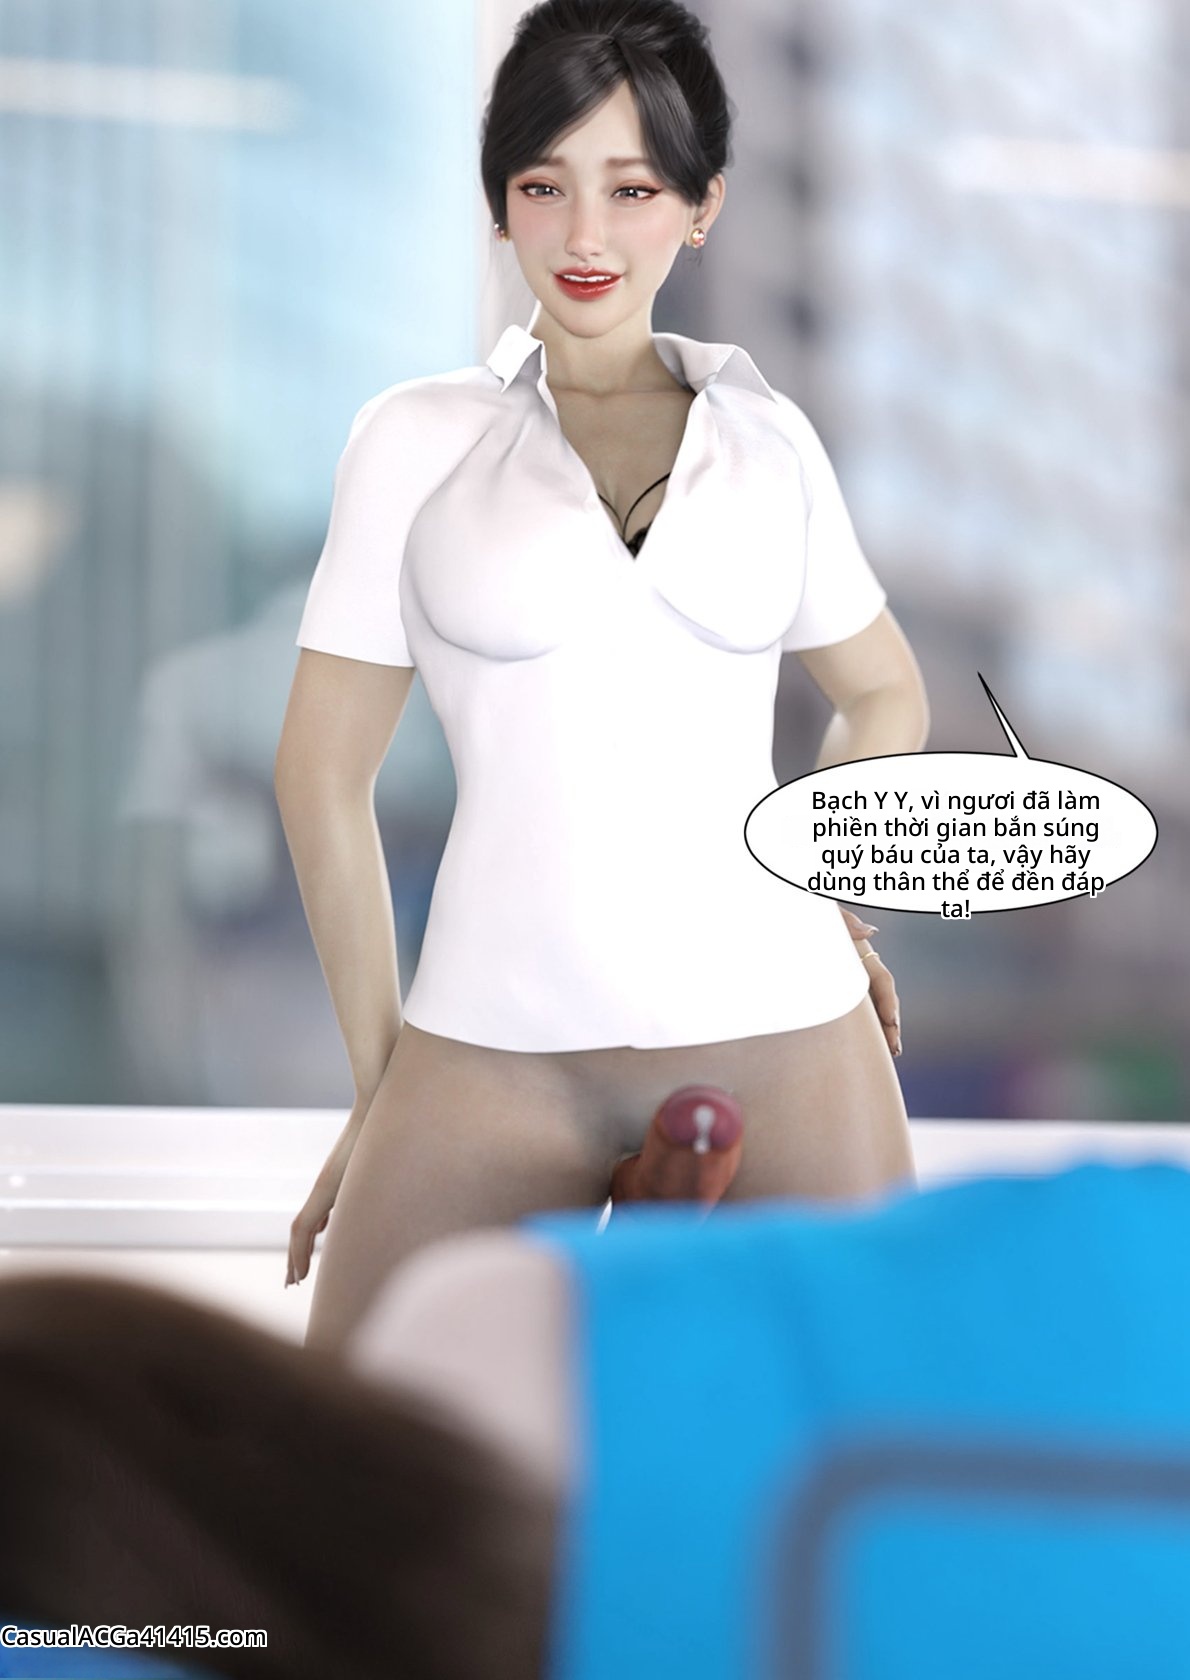 Bạch Y Y, vì ngươi đã làm
phiền thời gian bắn súng
quý báu của ta, vậy hãy
dùng thân thể để đền đáp
ta!
CasualACGa41415.com